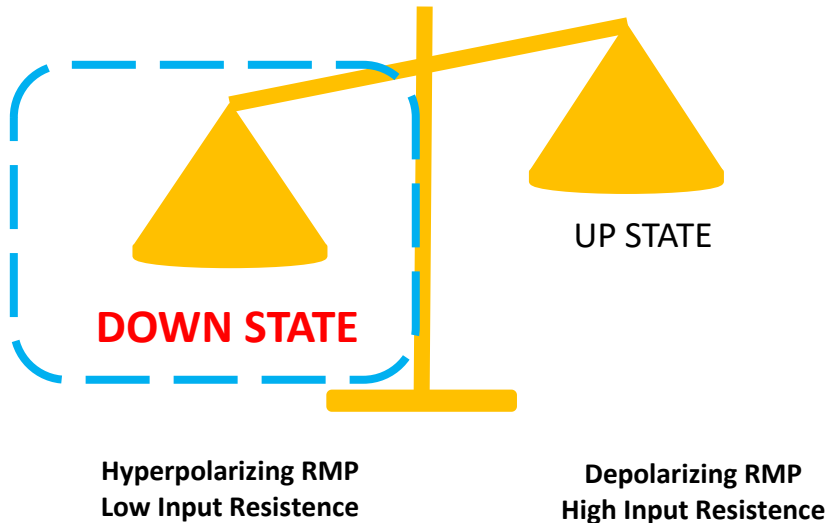 UP STATE
DOWN STATE
Hyperpolarizing RMP
Low Input Resistence
Depolarizing RMP
High Input Resistence